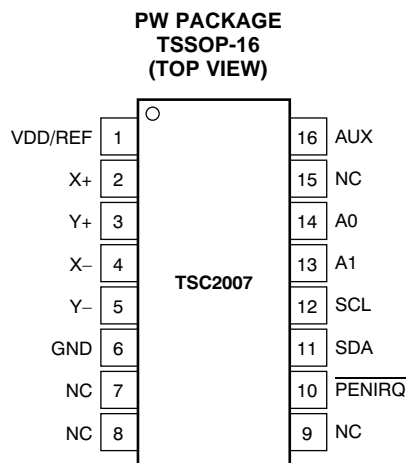 PW PACKAGE
TSSOP-16
(TOP VIEW)
VDD/REF 1 16 AUX
X+ 2 15 NC
Y+ 3 14 A0
X− 4 13 A1
TSC2007
Y− 5 12 SCL
GND 6 11 SDA
NC 7 10 PENIRQ
NC 8 9 NC